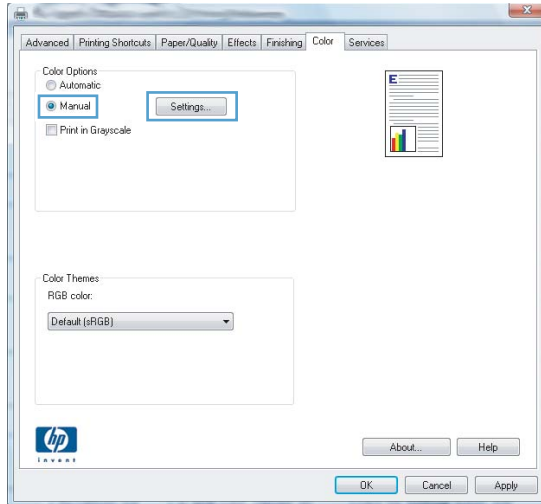 Advanced Printing Shortcuts Paper/Quality Effects Finishing Color Services
Color Options
Automatic
Manual Settings...
Print in Grayscale
E
Color Themes
RGB color:
Default (sRGB)
hp
invent
About... Help
OK Cancel Apply